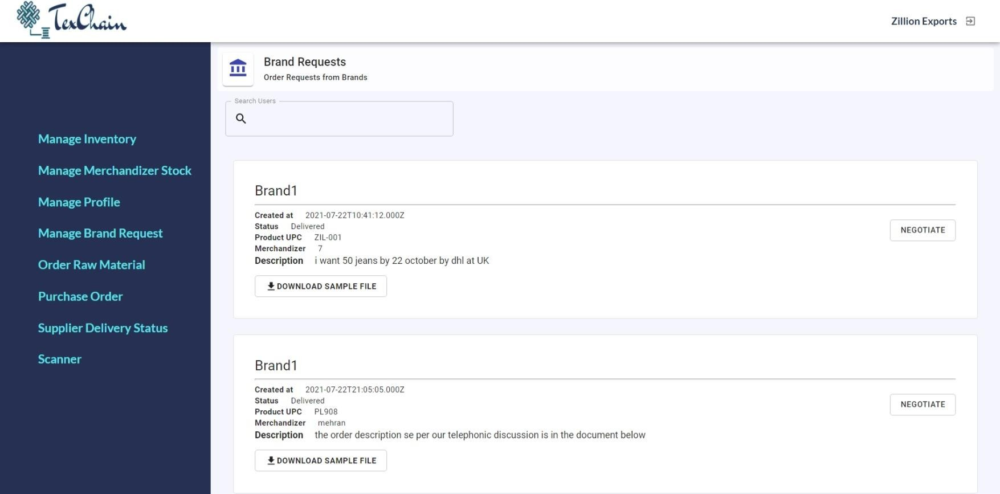 TexChain
Zillion Exports
Manage Inventory
Manage Merchandizer Stock
Manage Profile
Manage Brand Request
Order Raw Material
Purchase Order
Supplier Delivery Status
Scanner
Brand Requests
Order Requests from Brands
Search Users
Brand1
Created at 2021-07-22T10:41:12.000Z
Status Delivered
Product UPC ZIL-001
Merchandizer 7
Description i want 50 jeans by 22 october by dhl at UK
NEGOTIATE
DOWNLOAD SAMPLE FILE
Brand1
Created at 2021-07-22T21:05:05.000Z
Status Delivered
Product UPC PL908
Merchandizer mehran
Description the order description se per our telephonic discussion is in the document below
NEGOTIATE
DOWNLOAD SAMPLE FILE